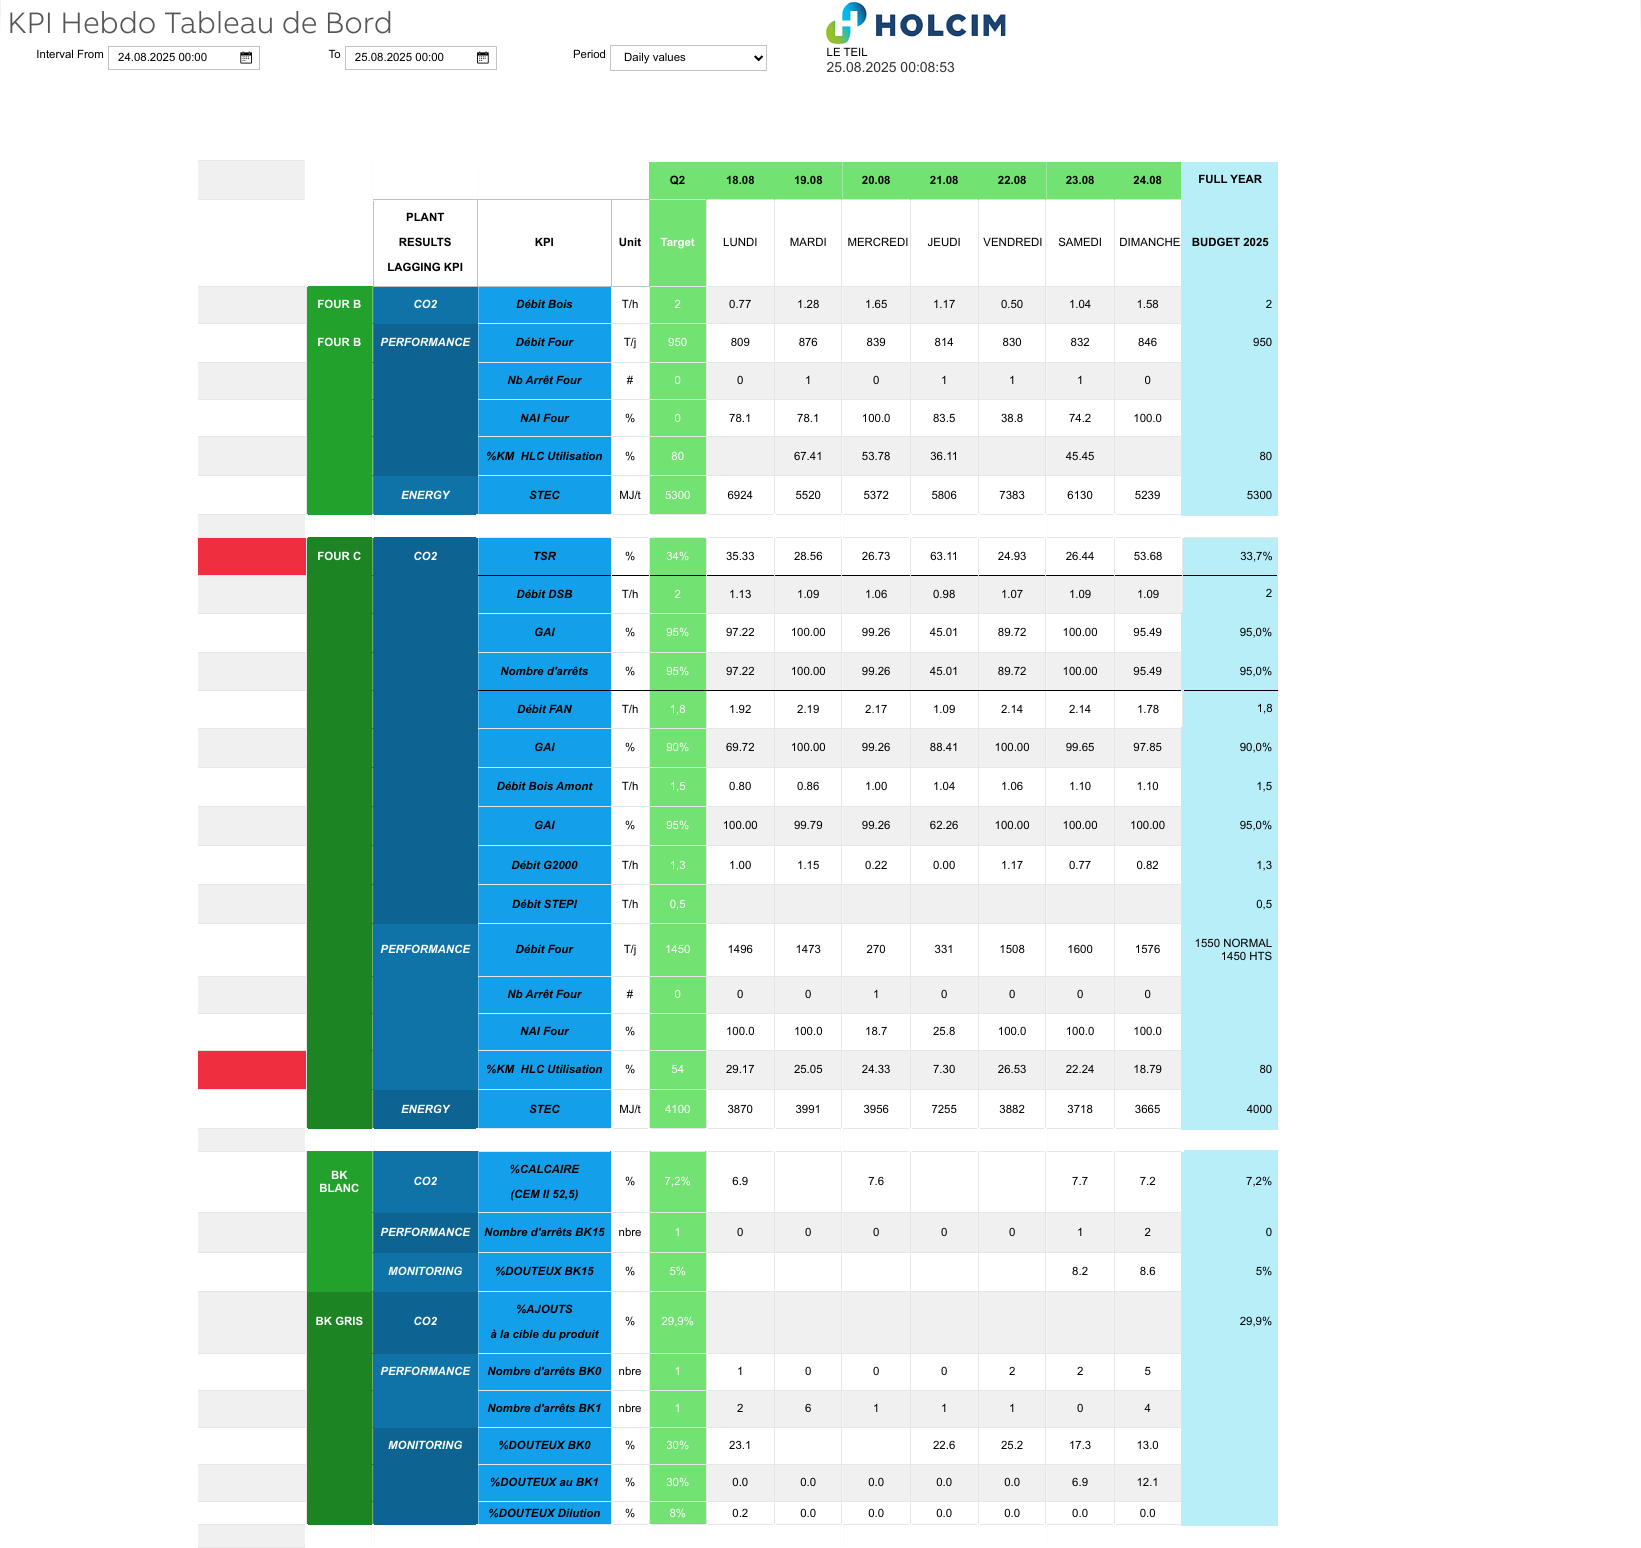 KPI Hebdo Tableau de Bord
HOLCIM
Interval From 24.08.2025 00:00 To 25.08.2025 00:00 Period Daily values
LE TEIL
25.08.2025 00:08:53
Q2 18.08 19.08 20.08 21.08 22.08 23.08 24.08 FULL YEAR
PLANT
RESULTS KPI Unit Target LUNDI MARDI MERCREDI JEUDI VENDREDI SAMEDI DIMANCHE BUDGET 2025
LAGGING KPI
FOUR B CO2 Débit Bois T/h 2 0.77 1.28 1.65 1.17 0.50 1.04 1.58 2
FOUR B PERFORMANCE Débit Four T/j 950 809 876 839 814 830 832 846 950
Nb Arrêt Four # 0 0 1 0 1 1 1 0
NAI Four % 0 78.1 78.1 100.0 83.5 38.8 74.2 100.0
%KM HLC Utilisation % 80 67.41 53.78 36.11 45.45 80
ENERGY STEC MJ/t 5300 6924 5520 5372 5806 7383 6130 5239 5300
FOUR C CO2 TSR % 34% 35.33 28.56 26.73 63.11 24.93 26.44 53.68 33,7%
Débit DSB T/h 2 1.13 1.09 1.06 0.98 1.07 1.09 1.09 2
GAI % 95% 97.22 100.00 99.26 45.01 89.72 100.00 95.49 95,0%
Nombre d'arrêts % 95% 97.22 100.00 99.26 45.01 89.72 100.00 95.49 95,0%
Débit FAN T/h 1,8 1.92 2.19 2.17 1.09 2.14 2.14 1.78 1,8
GAI % 90% 69.72 100.00 99.26 88.41 100.00 99.65 97.85 90,0%
Débit Bois Amont T/h 1,5 0.80 0.86 1.00 1.04 1.06 1.10 1.10 1,5
GAI % 95% 100.00 99.79 99.26 62.26 100.00 100.00 100.00 95,0%
Débit G2000 T/h 1,3 1.00 1.15 0.22 0.00 1.17 0.77 0.82 1,3
Débit STEPI T/h 0,5 0,5
PERFORMANCE Débit Four T/j 1450 1496 1473 270 331 1508 1600 1576 1550 NORMAL
1450 HTS
Nb Arrêt Four # 0 0 0 1 0 0 0 0
NAI Four % 100.0 100.0 18.7 25.8 100.0 100.0 100.0
%KM HLC Utilisation % 54 29.17 25.05 24.33 7.30 26.53 22.24 18.79 80
ENERGY STEC MJ/t 4100 3870 3991 3956 7255 3882 3718 3665 4000
BK
BLANC CO2 %CALCAIRE
(CEM II 52,5) % 7,2% 6.9 7.6 7.7 7.2 7,2%
PERFORMANCE Nombre d'arrêts BK15 nbre 1 0 0 0 0 0 1 2 0
MONITORING %DOUTEUX BK15 % 5% 8.2 8.6 5%
BK GRIS CO2 %AJOUTS
à la cible du produit % 29,9% 29,9%
PERFORMANCE Nombre d'arrêts BK0 nbre 1 1 0 0 0 2 2 5
Nombre d'arrêts BK1 nbre 1 2 6 1 1 1 0 4
MONITORING %DOUTEUX BK0 % 30% 23.1 22.6 25.2 17.3 13.0
%DOUTEUX au BK1 % 30% 0.0 0.0 0.0 0.0 0.0 6.9 12.1
%DOUTEUX Dilution % 8% 0.2 0.0 0.0 0.0 0.0 0.0 0.0